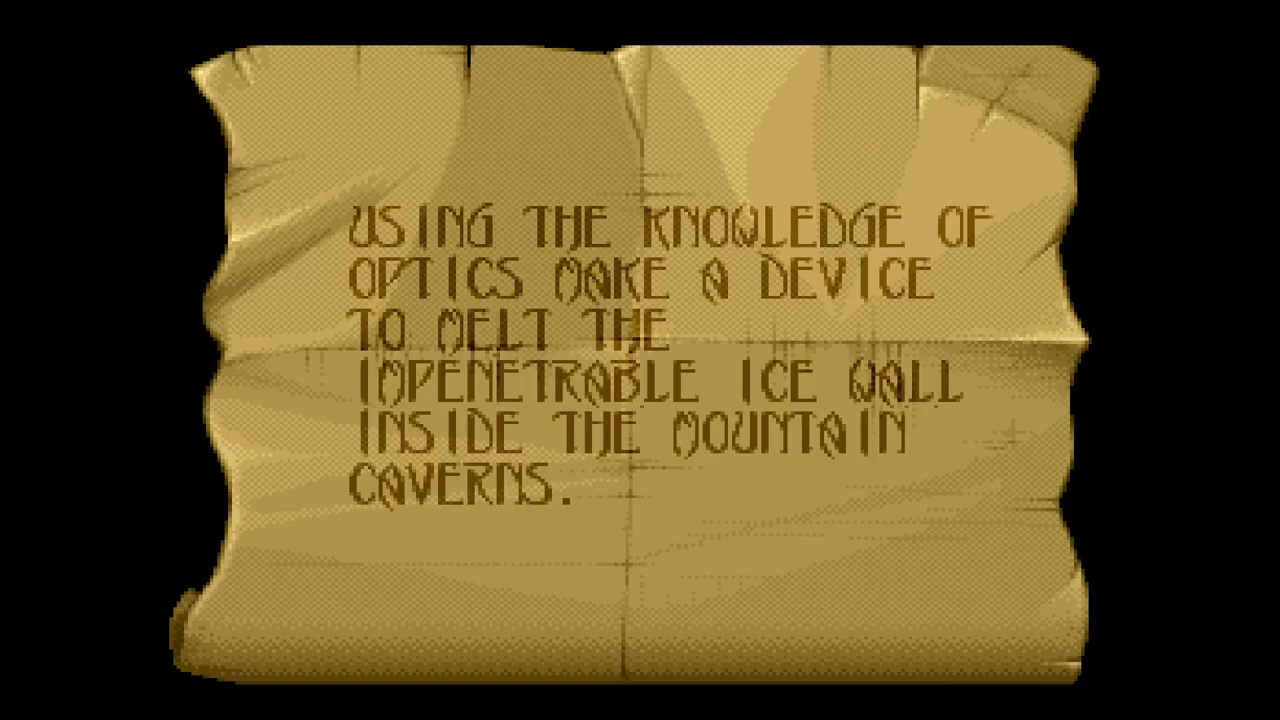 USING THE KNOWLEDGE OF
OPTICS MAKE A DEVICE
TO MELT THE
IMPENETRABLE ICE WALL
INSIDE THE MOUNTAIN
CAVERNS.